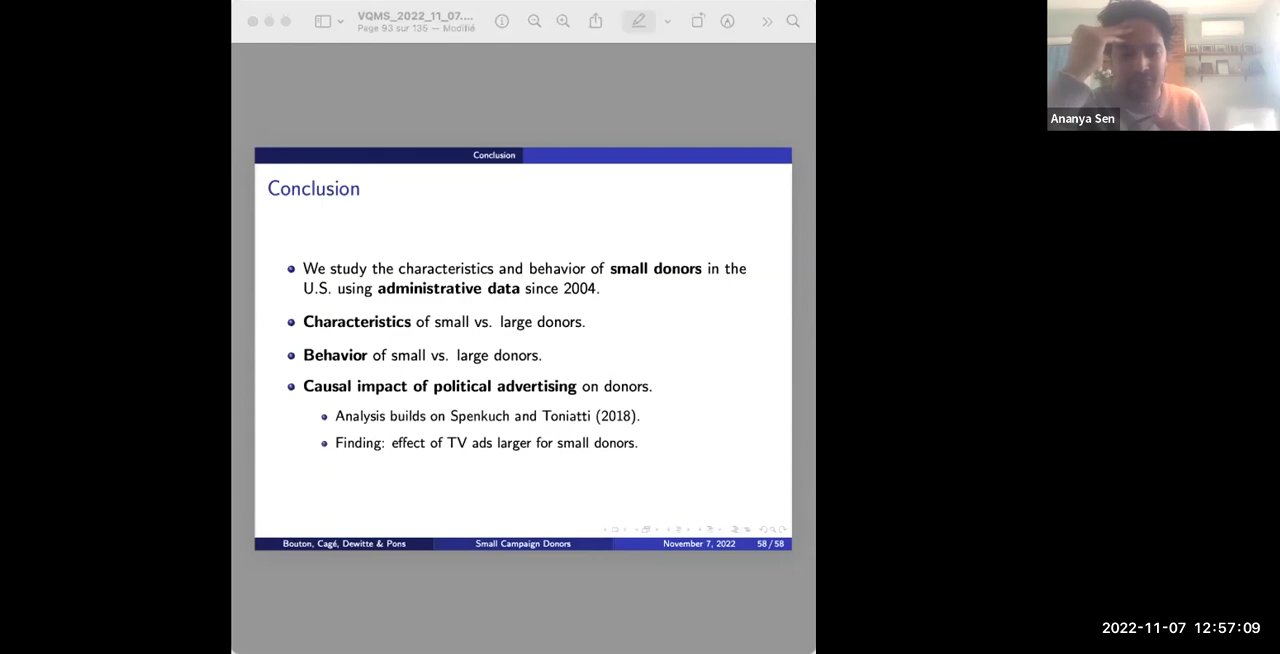 VQMS_2022_11_07....
Page 93 sur 135 — Modifié
Ananya Sen
Conclusion
Conclusion
We study the characteristics and behavior of small donors in the
U.S. using administrative data since 2004.
Characteristics of small vs. large donors.
Behavior of small vs. large donors.
Causal impact of political advertising on donors.
Analysis builds on Spenkuch and Toniatti (2018).
Finding: effect of TV ads larger for small donors.
Bouton, Cagé, Dewitte & Pons
Small Campaign Donors
November 7, 2022
58 / 58
2022-11-07 12:57:09